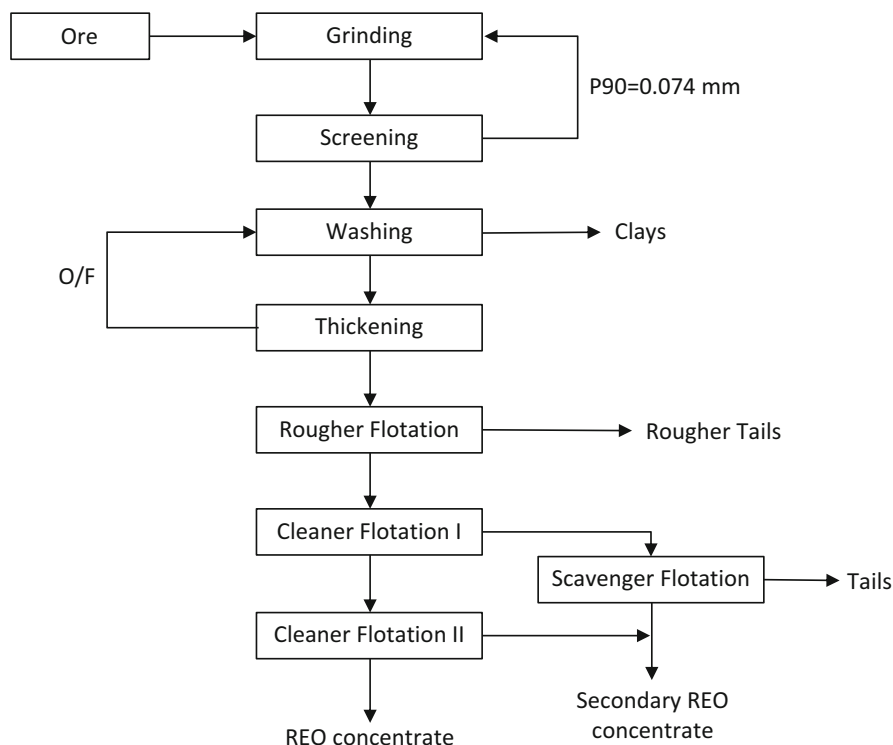 Ore
Grinding
P90=0.074 mm
Screening
Washing
Clays
O/F
Thickening
Rougher Flotation
Rougher Tails
Cleaner Flotation I
Scavenger Flotation
Tails
Cleaner Flotation II
Secondary REO
concentrate
REO concentrate